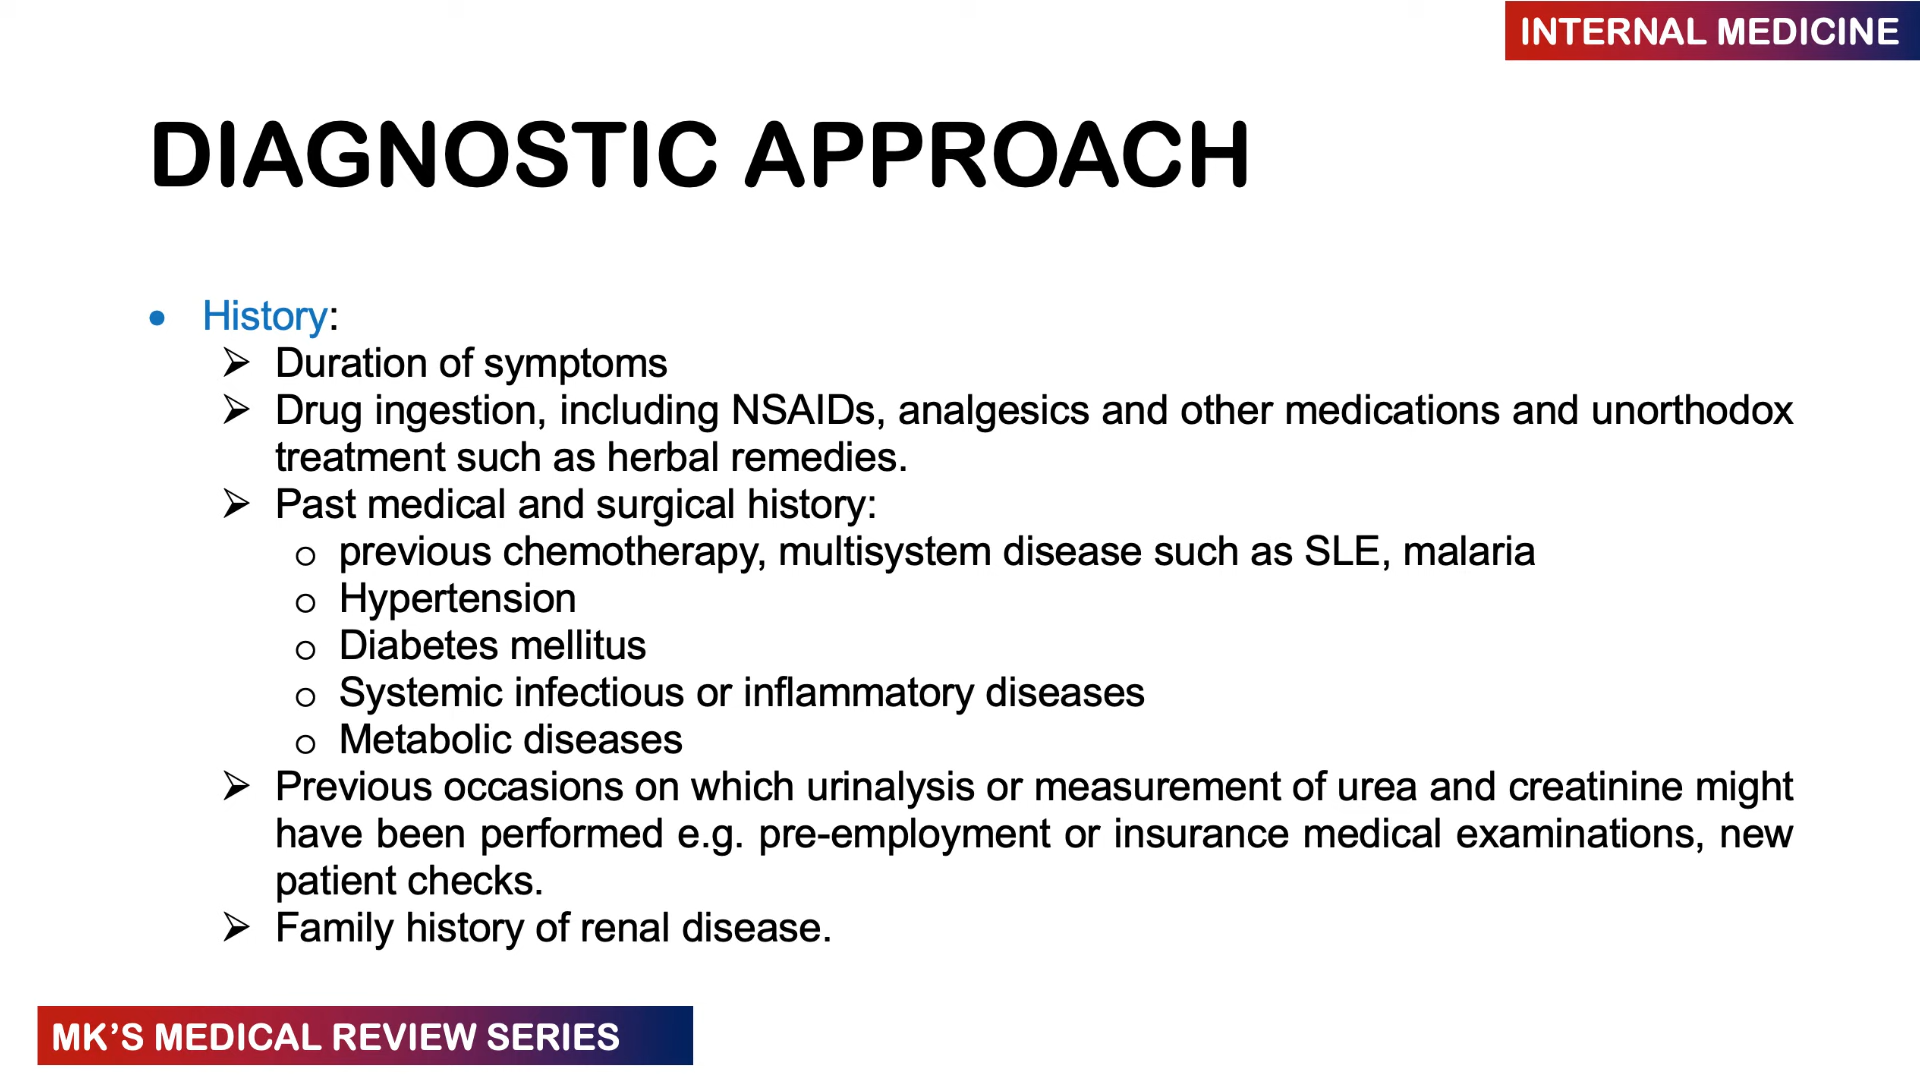 INTERNAL MEDICINE
DIAGNOSTIC APPROACH
• History:
➢ Duration of symptoms
➢ Drug ingestion, including NSAIDs, analgesics and other medications and unorthodox
treatment such as herbal remedies.
➢ Past medical and surgical history:
o previous chemotherapy, multisystem disease such as SLE, malaria
o Hypertension
o Diabetes mellitus
o Systemic infectious or inflammatory diseases
o Metabolic diseases
➢ Previous occasions on which urinalysis or measurement of urea and creatinine might
have been performed e.g. pre-employment or insurance medical examinations, new
patient checks.
➢ Family history of renal disease.
MK’S MEDICAL REVIEW SERIES